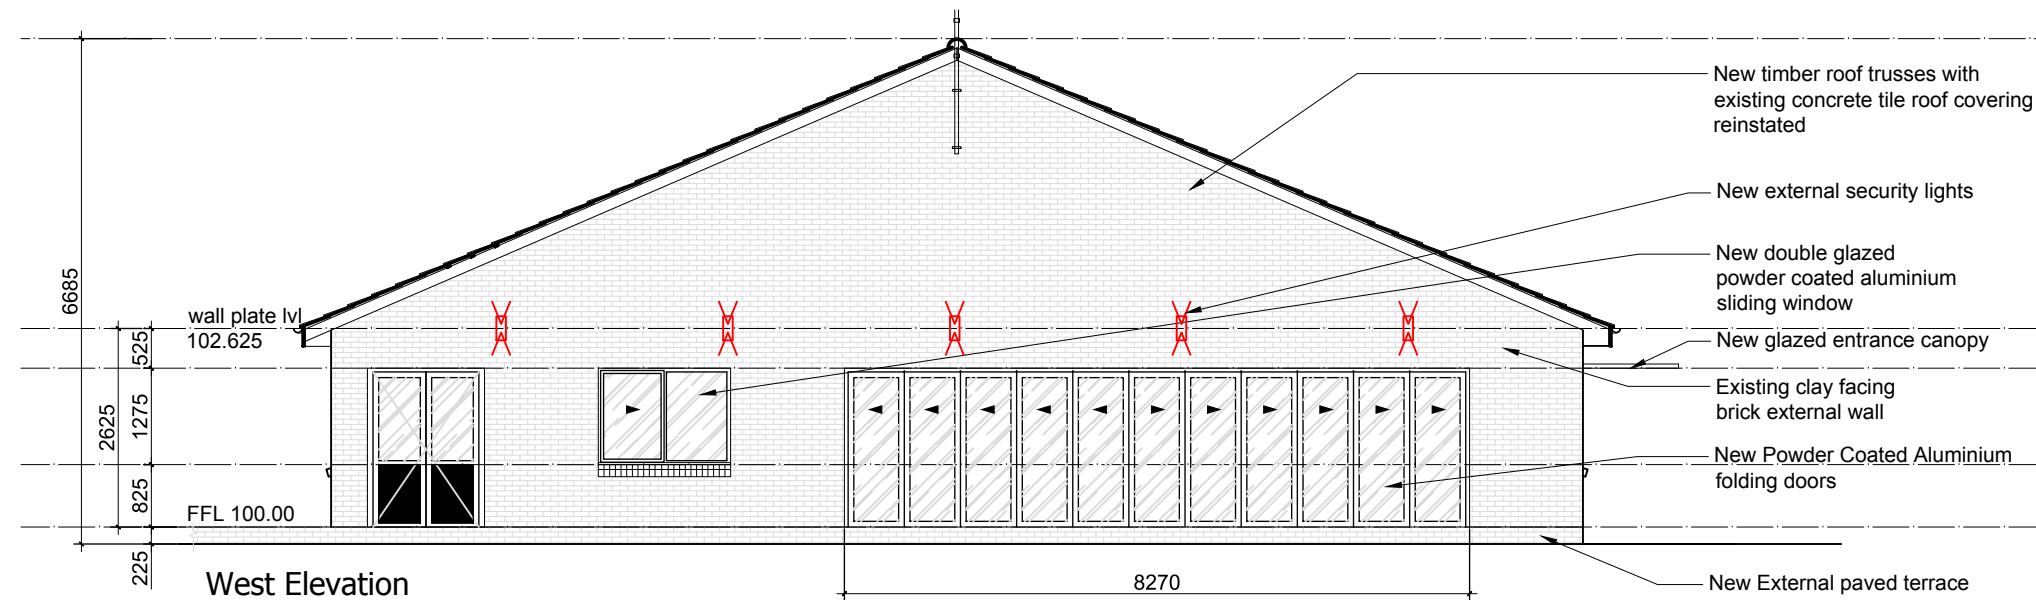 New timber roof trusses with
existing concrete tile roof covering
reinstated
New external security lights
New double glazed
powder coated aluminium
sliding window
New glazed entrance canopy
Existing clay facing
brick external wall
New Powder Coated Aluminium
folding doors
New External paved terrace
6685
wall plate lvl
102.625
525
2625
1275
825
FFL 100.00
225
West Elevation
8270